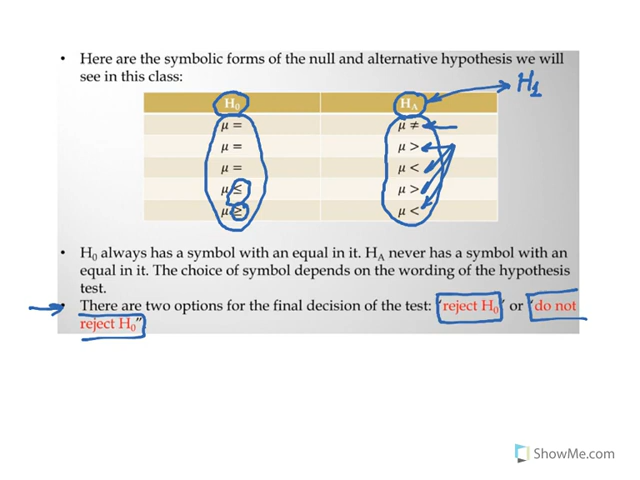 • Here are the symbolic forms of the null and alternative hypothesis we will
see in this class:
H₁
H₀ H_A
μ = μ ≠
μ = μ >
μ = μ <
μ ≤ μ >
μ ≥ μ <
• H₀ always has a symbol with an equal in it. H_A never has a symbol with an
equal in it. The choice of symbol depends on the wording of the hypothesis
test.
• There are two options for the final decision of the test: "reject H₀" or "do not
reject H₀"
ShowMe.com